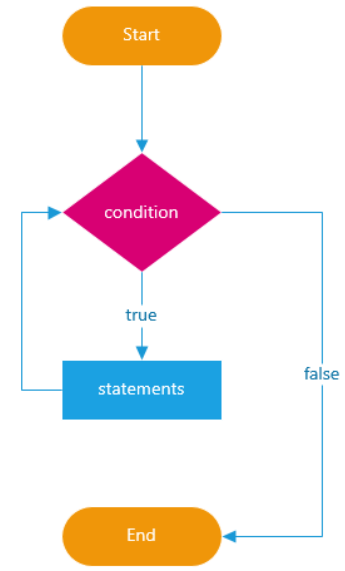 Start
condition
true
false
statements
End